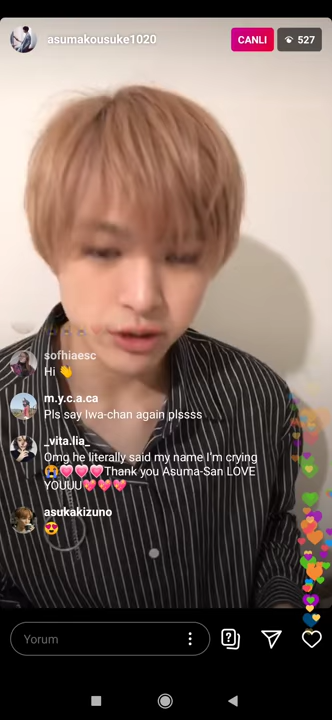 asumakousuke1020
CANLI
527
sofhiaesc
Hi 👋
m.y.c.a.ca
Pls say Iwa-chan again plssss
_vita.lia_
Omg he literally said my name I'm crying
😭💗💗💗Thank you Asuma-San LOVE
YOUUU💖💖💖
asukakizuno
😍
Yorum